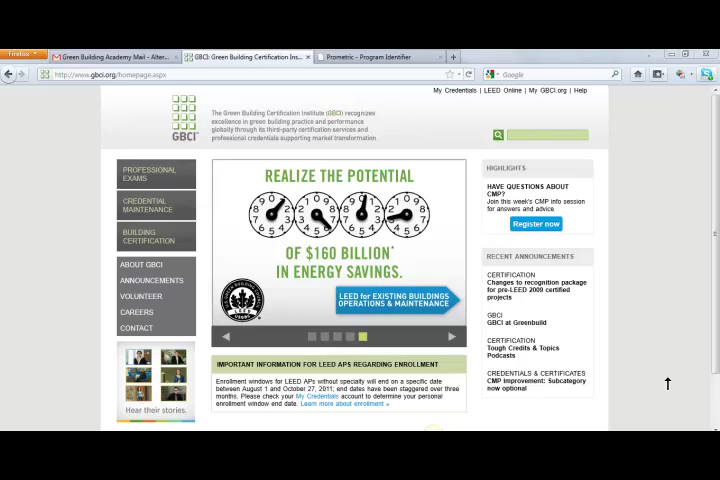 Firefox
Green Building Academy Mail - Alter...
GBCI: Green Building Certification Ins...
Prometric - Program Identifier
http://www.gbci.org/homepage.aspx
Google
My Credentials | LEED Online | My GBCI.org | Help
GBCI
The Green Building Certification Institute (GBCI) recognizes
excellence in green building practice and performance
globally through its third-party certification services and
professional credentials supporting market transformation.
PROFESSIONAL
EXAMS
CREDENTIAL
MAINTENANCE
BUILDING
CERTIFICATION
ABOUT GBCI
ANNOUNCEMENTS
VOLUNTEER
CAREERS
CONTACT
Hear their stories.
REALIZE THE POTENTIAL
OF $160 BILLION*
IN ENERGY SAVINGS.
LEED for EXISTING BUILDINGS
OPERATIONS & MAINTENANCE
IMPORTANT INFORMATION FOR LEED APS REGARDING ENROLLMENT
Enrollment windows for LEED APs without specialty will end on a specific date
between August 1 and October 27, 2011; end dates have been staggered over three
months. Please check your My Credentials account to determine your personal
enrollment window end date. Learn more about enrollment »
HIGHLIGHTS
HAVE QUESTIONS ABOUT
CMP?
Join this week's CMP info session
for answers and advice.
Register now
RECENT ANNOUNCEMENTS
CERTIFICATION
Changes to recognition package
for pre-LEED 2009 certified
projects
GBCI
GBCI at Greenbuild
CERTIFICATION
Tough Credits & Topics
Podcasts
CREDENTIALS & CERTIFICATES
CMP Improvement: Subcategory
now optional